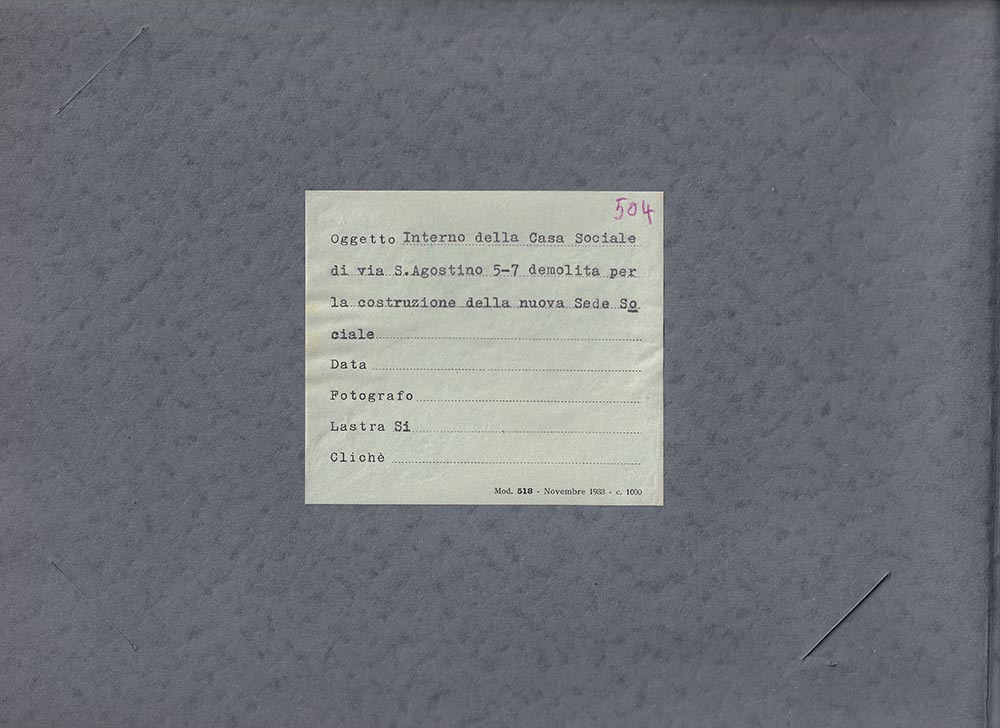 504
Oggetto Interno della Casa Sociale
di via S.Agostino 5-7 demolita per
la costruzione della nuova Sede So
ciale
Data
Fotografo
Lastra Si
Clichè
Mod. 518 - Novembre 1933 - c. 1000